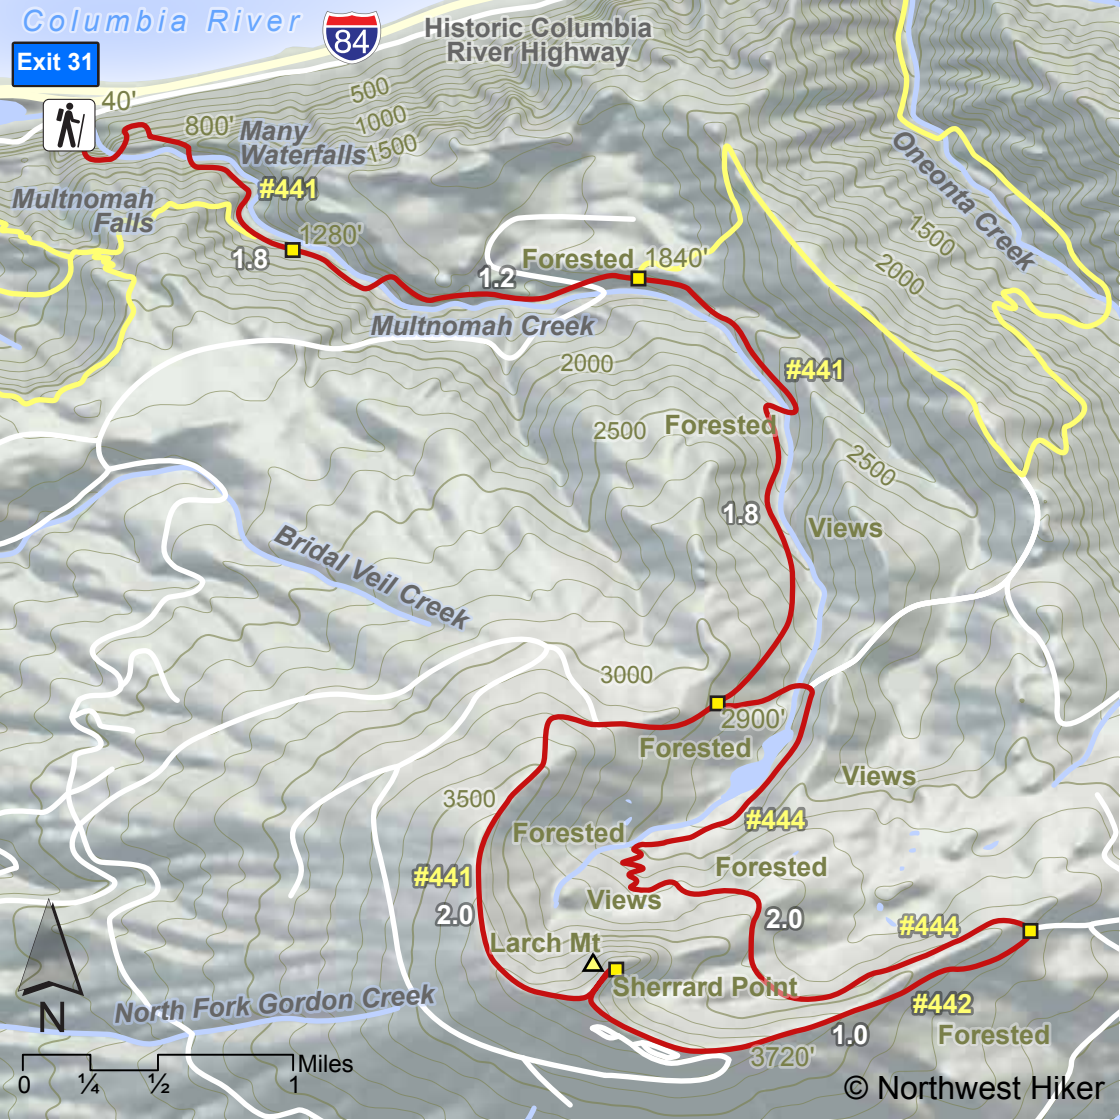 Columbia River
84
Historic Columbia
River Highway
Exit 31
40'
500
1000
1500
800'
Many
Waterfalls
#441
Multnomah
Falls
1280'
1.8
Oneonta Creek
1500
2000
Forested
1840'
1.2
Multnomah Creek
2000
#441
2500
Forested
2500
1.8
Views
Bridal Veil Creek
3000
2900'
Forested
Views
3500
#444
Forested
Forested
#441
Views
2.0
2.0
#444
Larch Mt
Sherrard Point
#442
North Fork Gordon Creek
N
1.0
Forested
3720'
Miles
0
¼
½
1
© Northwest Hiker